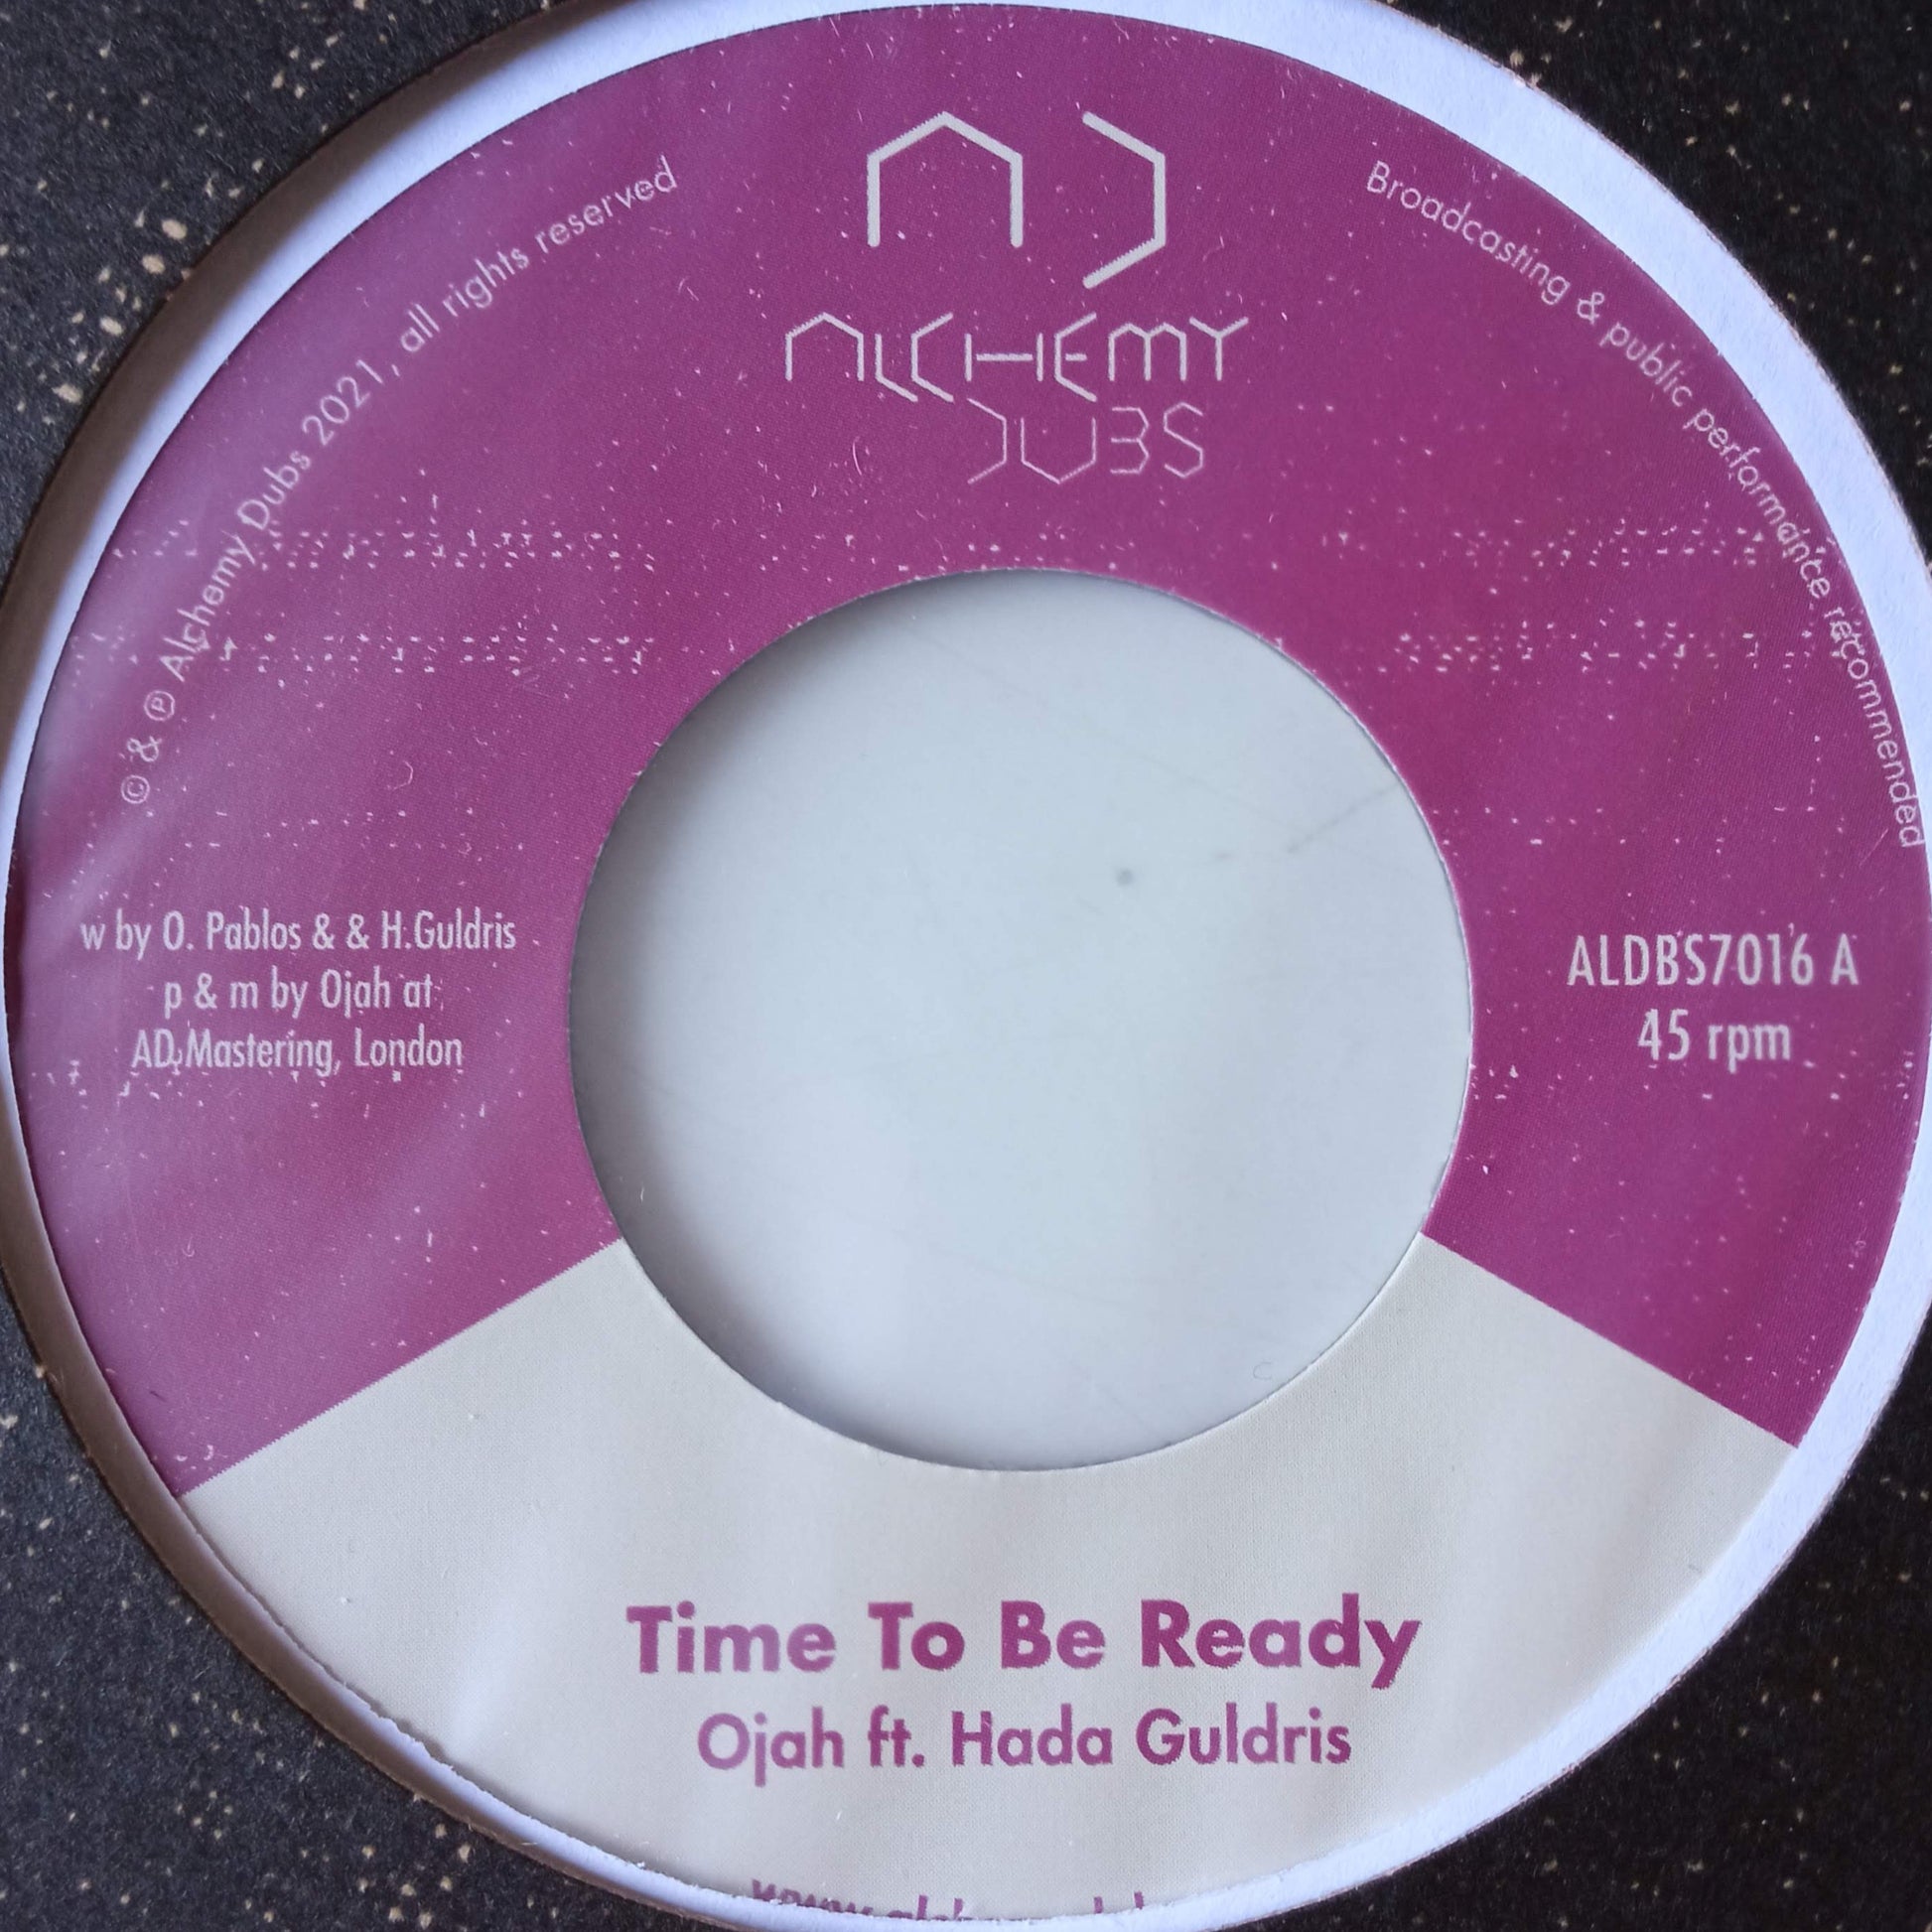 AD
ALCHEMY
DUBS
© & ℗ Alchemy Dubs 2021, all rights reserved
Broadcasting & public performance recommended
w by O. Pablos & & H.Guldris
p & m by Ojah at
AD Mastering, London
ALDBS7016 A
45 rpm
Time To Be Ready
Ojah ft. Hada Guldris